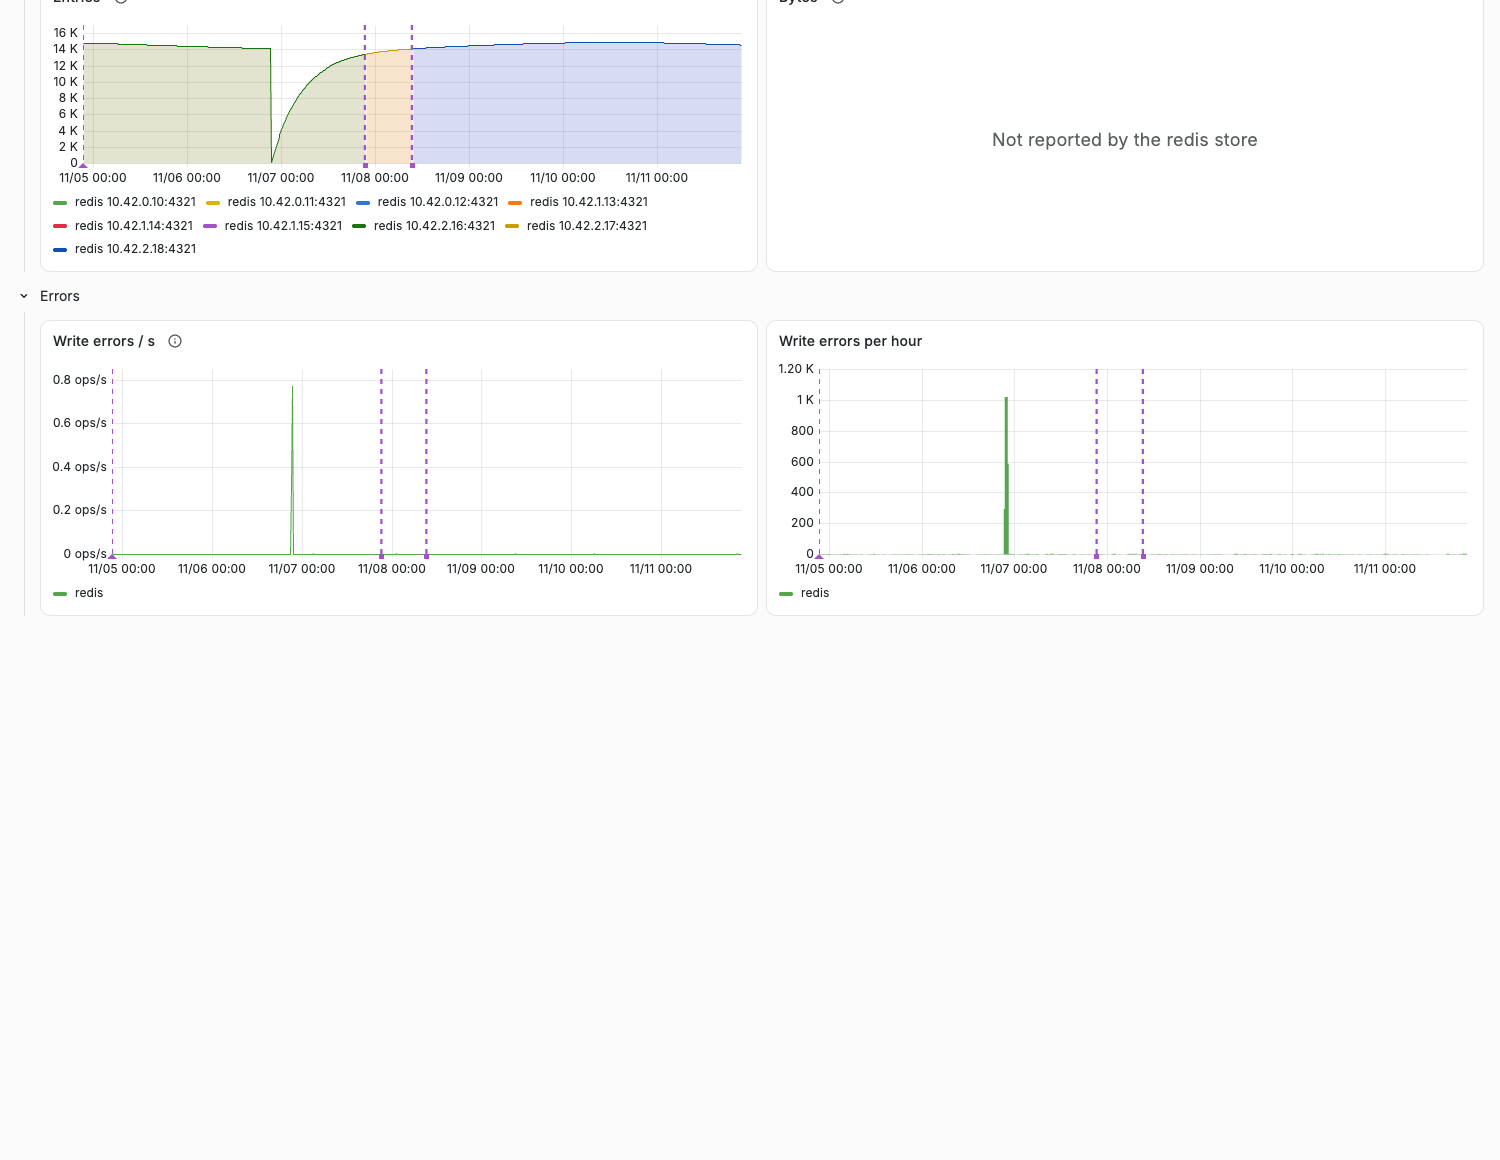 Entries
Bytes
16 K
14 K
12 K
10 K
8 K
6 K
4 K
2 K
0
11/05 00:00 11/06 00:00 11/07 00:00 11/08 00:00 11/09 00:00 11/10 00:00 11/11 00:00
redis 10.42.0.10:4321 redis 10.42.0.11:4321 redis 10.42.0.12:4321 redis 10.42.1.13:4321
redis 10.42.1.14:4321 redis 10.42.1.15:4321 redis 10.42.2.16:4321 redis 10.42.2.17:4321
redis 10.42.2.18:4321
Not reported by the redis store
Errors
Write errors / s
0.8 ops/s
0.6 ops/s
0.4 ops/s
0.2 ops/s
0 ops/s
11/05 00:00 11/06 00:00 11/07 00:00 11/08 00:00 11/09 00:00 11/10 00:00 11/11 00:00
redis
Write errors per hour
1.20 K
1 K
800
600
400
200
0
11/05 00:00 11/06 00:00 11/07 00:00 11/08 00:00 11/09 00:00 11/10 00:00 11/11 00:00
redis